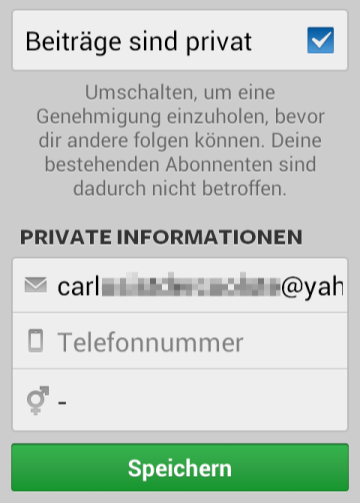 Beiträge sind privat
Umschalten, um eine
Genehmigung einzuholen, bevor
dir andere folgen können. Deine
bestehenden Abonnenten sind
dadurch nicht betroffen.
PRIVATE INFORMATIONEN
carl @yah
Telefonnummer
-
Speichern